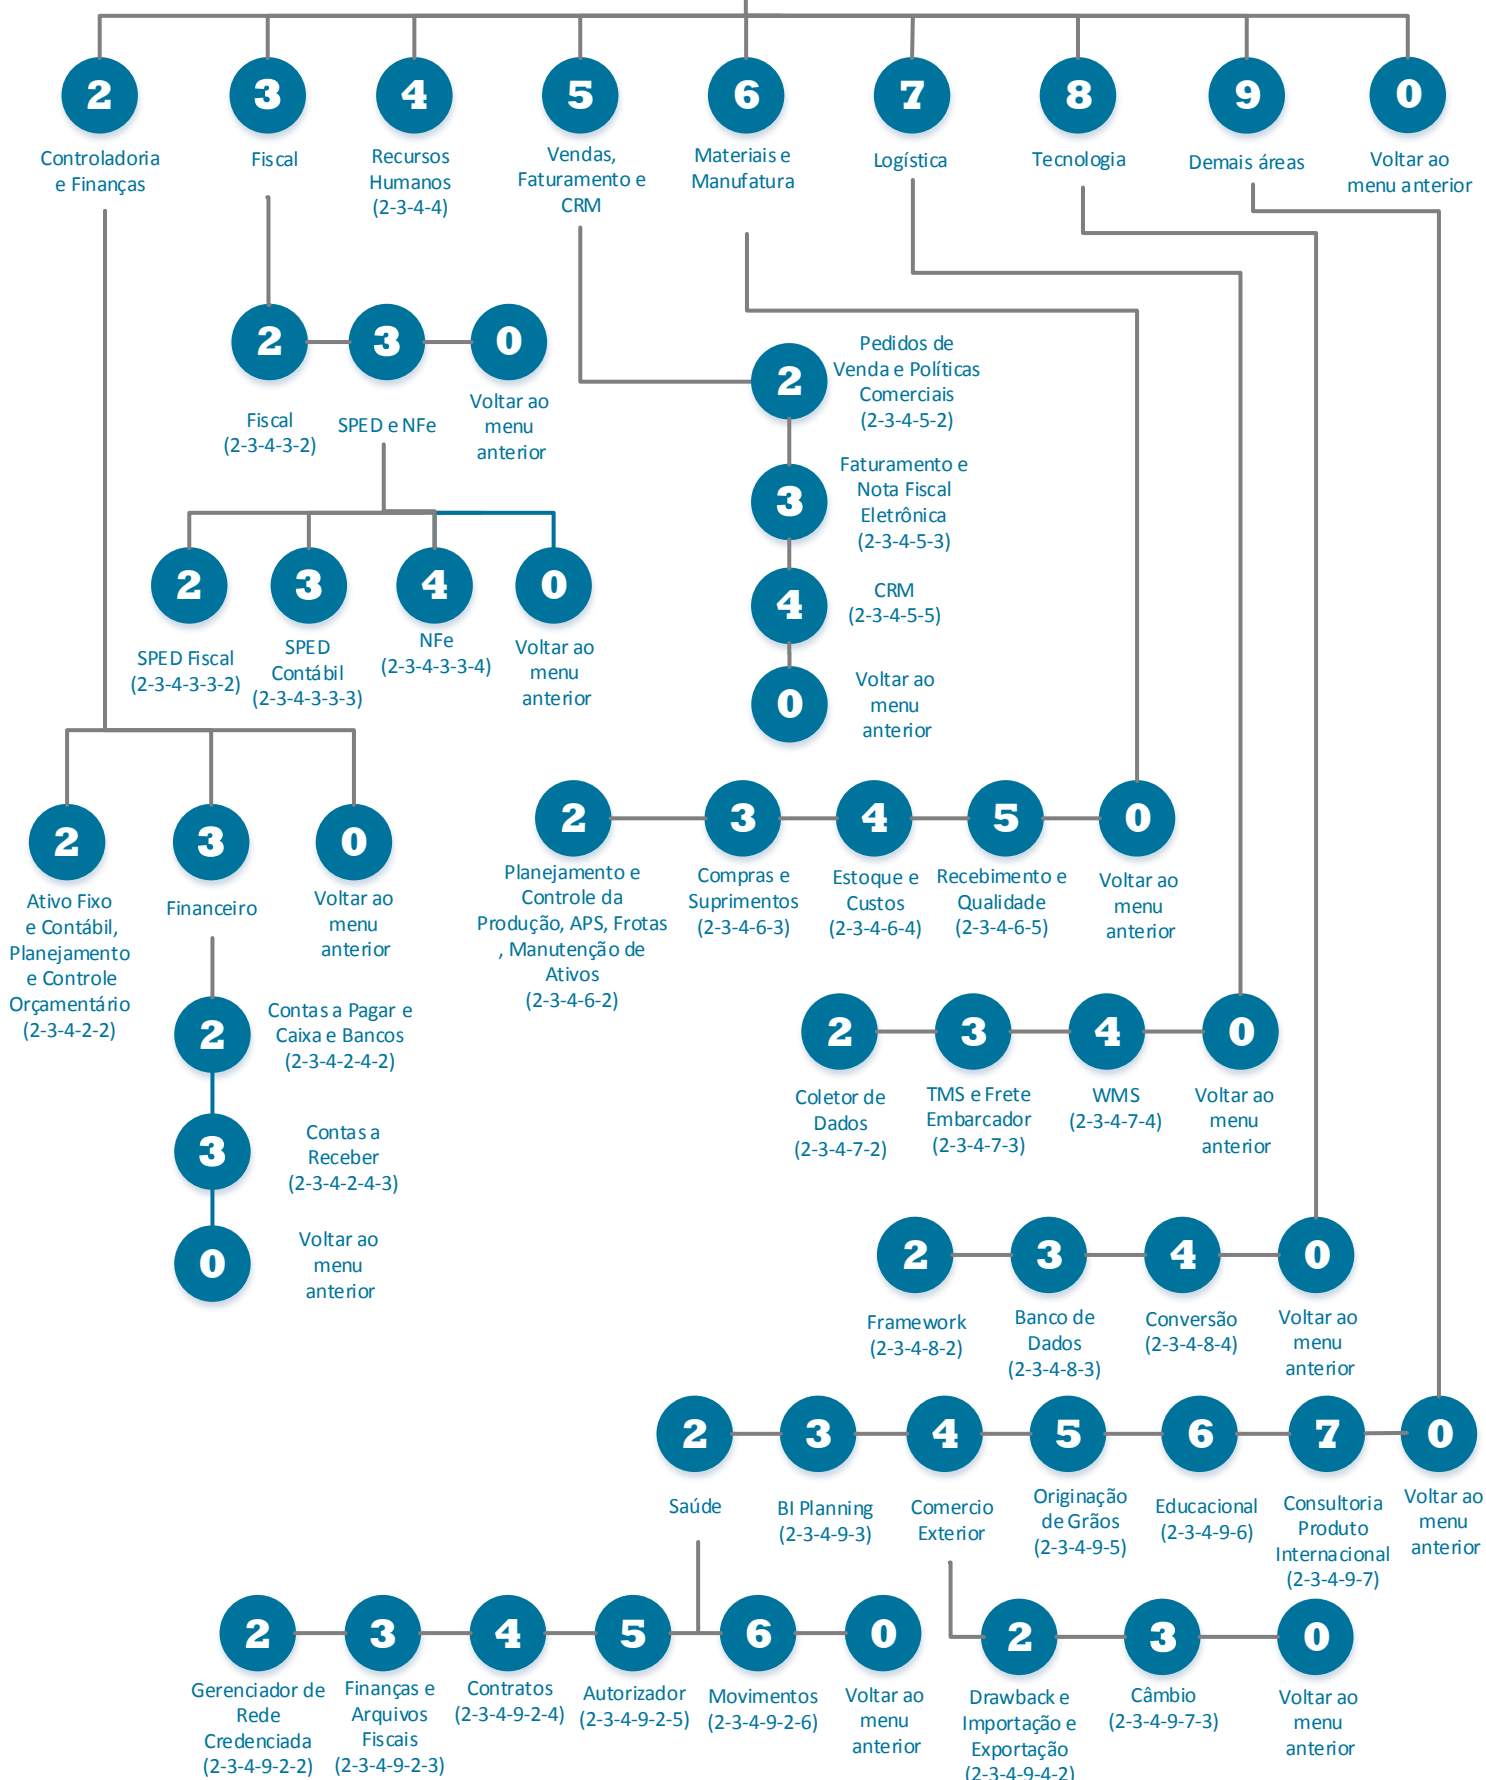 2
3
4
5
6
7
8
9
0
Controladoria
e Finanças
Fiscal
Recursos
Humanos
(2-3-4-4)
Vendas,
Faturamento e
CRM
Materiais e
Manufatura
Logística
Tecnologia
Demais áreas
Voltar ao
menu anterior
2
3
0
Fiscal
(2-3-4-3-2)
SPED e NFe
Voltar ao
menu
anterior
2
Pedidos de
Venda e Políticas
Comerciais
(2-3-4-5-2)
3
Faturamento e
Nota Fiscal
Eletrônica
(2-3-4-5-3)
4
CRM
(2-3-4-5-5)
0
Voltar ao
menu
anterior
2
3
4
0
SPED Fiscal
(2-3-4-3-3-2)
SPED
Contábil
(2-3-4-3-3-3)
NFe
(2-3-4-3-3-4)
Voltar ao
menu
anterior
2
3
0
Ativo Fixo
e Contábil,
Planejamento
e Controle
Orçamentário
(2-3-4-2-2)
Financeiro
Voltar ao
menu
anterior
2
Contas a Pagar e
Caixa e Bancos
(2-3-4-2-4-2)
3
Contas a
Receber
(2-3-4-2-4-3)
0
Voltar ao
menu
anterior
2
3
4
5
0
Planejamento e
Controle da
Produção, APS, Frotas
, Manutenção de
Ativos
(2-3-4-6-2)
Compras e
Suprimentos
(2-3-4-6-3)
Estoque e
Custos
(2-3-4-6-4)
Recebimento e
Qualidade
(2-3-4-6-5)
Voltar ao
menu
anterior
2
3
4
0
Coletor de
Dados
(2-3-4-7-2)
TMS e Frete
Embarcador
(2-3-4-7-3)
WMS
(2-3-4-7-4)
Voltar ao
menu
anterior
2
3
4
0
Framework
(2-3-4-8-2)
Banco de
Dados
(2-3-4-8-3)
Conversão
(2-3-4-8-4)
Voltar ao
menu
anterior
2
3
4
5
6
7
0
Saúde
BI Planning
(2-3-4-9-3)
Comercio
Exterior
Originação
de Grãos
(2-3-4-9-5)
Educacional
(2-3-4-9-6)
Consultoria
Produto
Internacional
(2-3-4-9-7)
Voltar ao
menu
anterior
2
3
4
5
6
0
Gerenciador de
Rede
Credenciada
(2-3-4-9-2-2)
Finanças e
Arquivos
Fiscais
(2-3-4-9-2-3)
Contratos
(2-3-4-9-2-4)
Autorizador
(2-3-4-9-2-5)
Movimentos
(2-3-4-9-2-6)
Voltar ao
menu
anterior
2
3
0
Drawback e
Importação e
Exportação
(2-3-4-9-4-2)
Câmbio
(2-3-4-9-7-3)
Voltar ao
menu
anterior